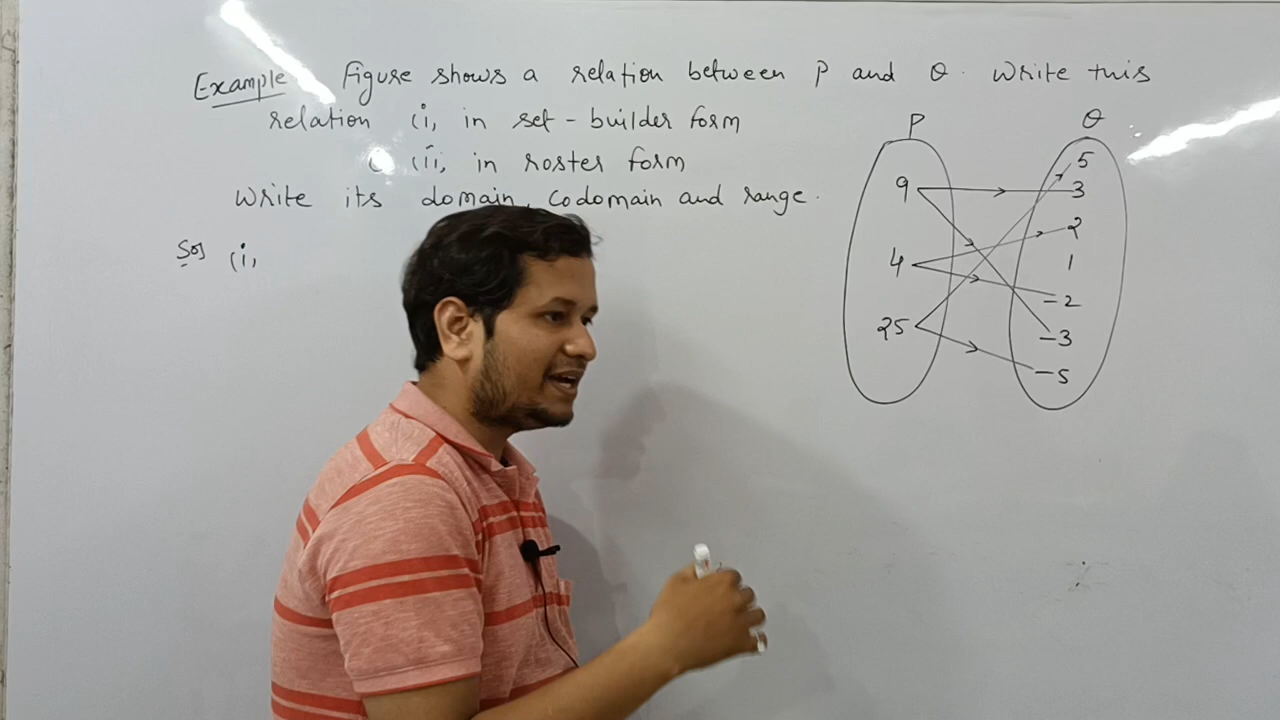 Example Figure shows a relation between P and Q. Write this
relation (i) in set-builder form
(ii) in roster form
Write its domain, codomain and range.
Sol (i)
P Q
5
9 3
2
4 1
-2
25 -3
-5